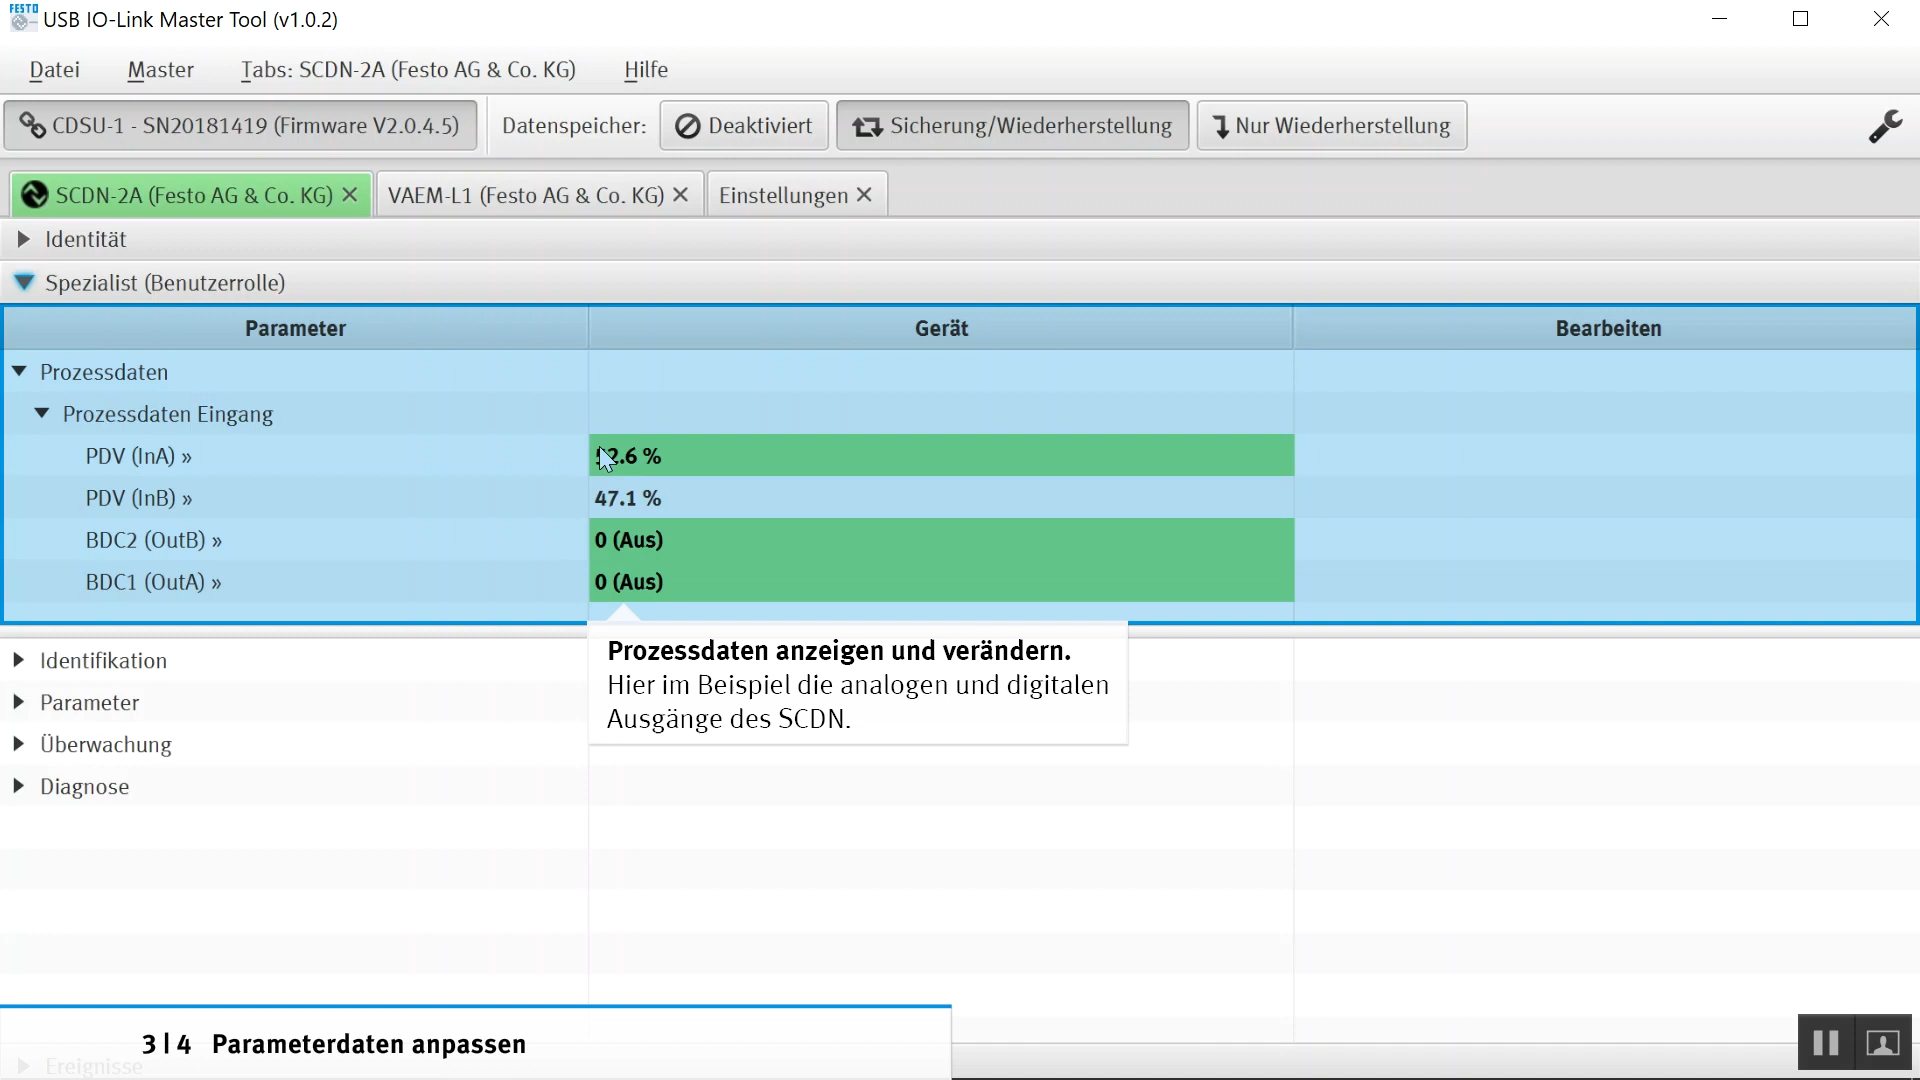 FESTO
USB IO-Link Master Tool (v1.0.2)
Datei Master Tabs: SCDN-2A (Festo AG & Co. KG) Hilfe
CDSU-1 - SN20181419 (Firmware V2.0.4.5) Datenspeicher: Deaktiviert Sicherung/Wiederherstellung Nur Wiederherstellung
SCDN-2A (Festo AG & Co. KG) VAEM-L1 (Festo AG & Co. KG) Einstellungen
Identität
Spezialist (Benutzerrolle)
Parameter Gerät Bearbeiten
Prozessdaten
Prozessdaten Eingang
PDV (InA) » 2.6 %
PDV (InB) » 47.1 %
BDC2 (OutB) » 0 (Aus)
BDC1 (OutA) » 0 (Aus)
Prozessdaten anzeigen und verändern.
Hier im Beispiel die analogen und digitalen
Ausgänge des SCDN.
Identifikation
Parameter
Überwachung
Diagnose
3 | 4 Parameterdaten anpassen
Ereignisse